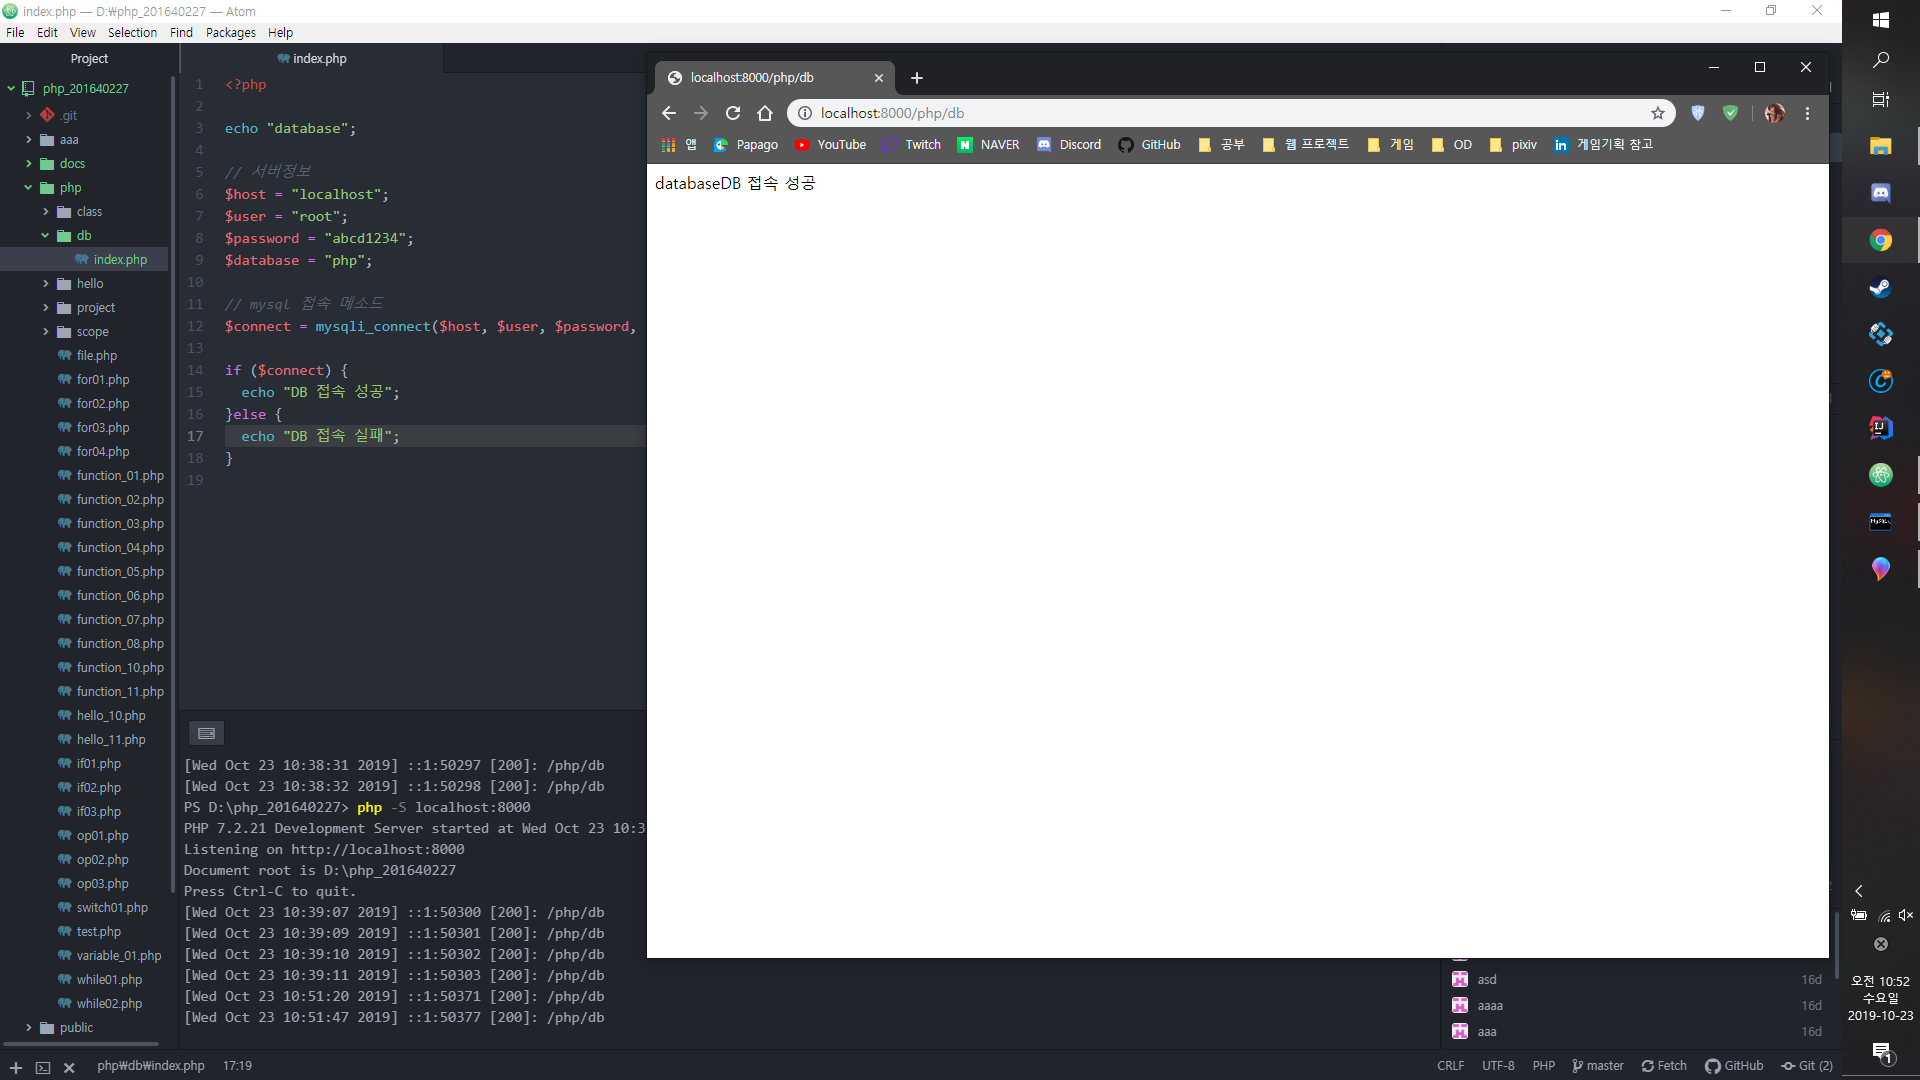 index.php — D:₩php_201640227 — Atom
File Edit View Selection Find Packages Help
Project
php_201640227
.git
aaa
docs
php
class
db
index.php
hello
project
scope
file.php
for01.php
for02.php
for03.php
for04.php
function_01.php
function_02.php
function_03.php
function_04.php
function_05.php
function_06.php
function_07.php
function_08.php
function_10.php
function_11.php
hello_10.php
hello_11.php
if01.php
if02.php
if03.php
op01.php
op02.php
op03.php
switch01.php
test.php
variable_01.php
while01.php
while02.php
public
index.php
1 <?php
2
3 echo "database";
4
5 // 서버정보
6 $host = "localhost";
7 $user = "root";
8 $password = "abcd1234";
9 $database = "php";
10
11 // mysql 접속 메소드
12 $connect = mysqli_connect($host, $user, $password,
13
14 if ($connect) {
15 echo "DB 접속 성공";
16 }else {
17 echo "DB 접속 실패";
18 }
19
[Wed Oct 23 10:38:31 2019] ::1:50297 [200]: /php/db
[Wed Oct 23 10:38:32 2019] ::1:50298 [200]: /php/db
PS D:\php_201640227> php -S localhost:8000
PHP 7.2.21 Development Server started at Wed Oct 23 10:3
Listening on http://localhost:8000
Document root is D:\php_201640227
Press Ctrl-C to quit.
[Wed Oct 23 10:39:07 2019] ::1:50300 [200]: /php/db
[Wed Oct 23 10:39:09 2019] ::1:50301 [200]: /php/db
[Wed Oct 23 10:39:10 2019] ::1:50302 [200]: /php/db
[Wed Oct 23 10:39:11 2019] ::1:50303 [200]: /php/db
[Wed Oct 23 10:51:20 2019] ::1:50371 [200]: /php/db
[Wed Oct 23 10:51:47 2019] ::1:50377 [200]: /php/db
localhost:8000/php/db
localhost:8000/php/db
앱 Papago YouTube Twitch NAVER Discord GitHub 공부 웹 프로젝트 게임 OD pixiv 게임기획 참고
databaseDB 접속 성공
asd 16d
aaaa 16d
aaa 16d
php₩db₩index.php 17:19
CRLF UTF-8 PHP master Fetch GitHub Git (2)
오전 10:52
수요일
2019-10-23
1